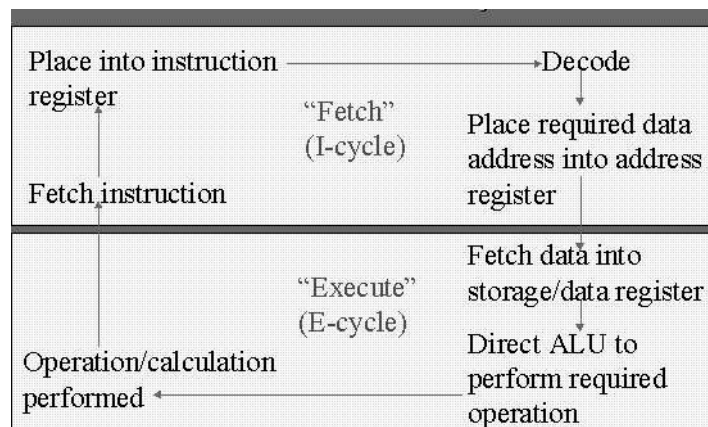 Place into instruction
register
Decode
“Fetch”
(I-cycle)
Place required data
address into address
register
Fetch instruction
Fetch data into
storage/data register
“Execute”
(E-cycle)
Direct ALU to
perform required
operation
Operation/calculation
performed